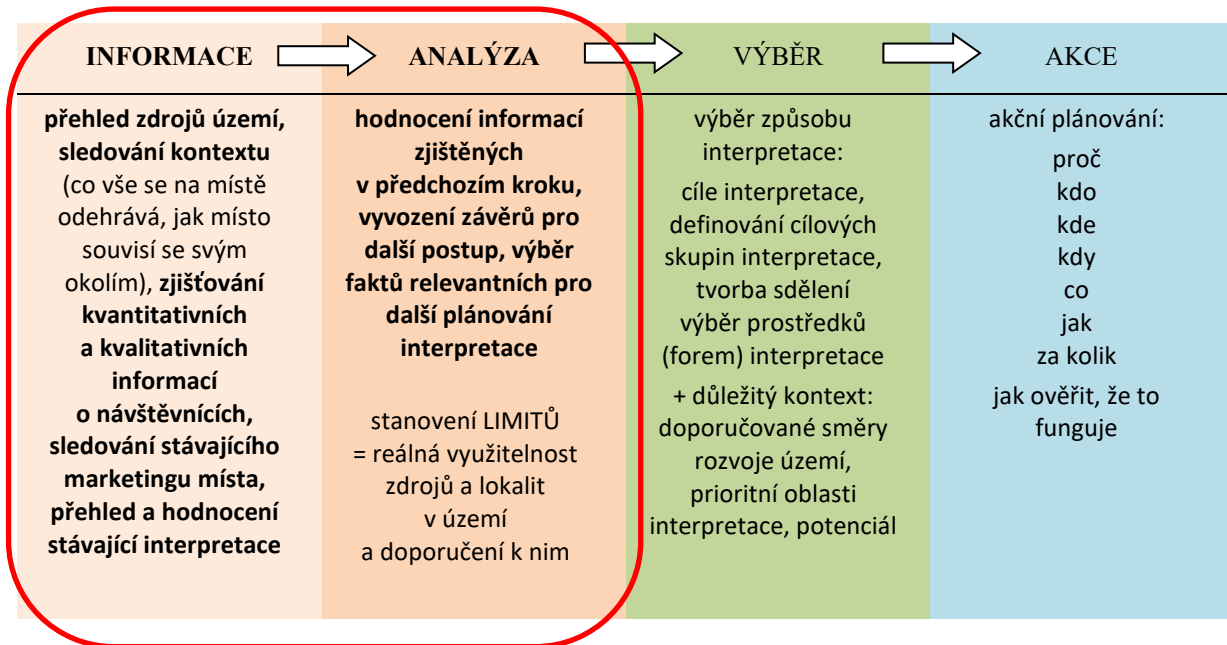 INFORMACE
přehled zdrojů území,
sledování kontextu
(co vše se na místě
odehrává, jak místo
souvisí se svým
okolím), zjišťování
kvantitativních
a kvalitativních
informací
o návštěvnících,
sledování stávajícího
marketingu místa,
přehled a hodnocení
stávající interpretace
ANALÝZA
hodnocení informací
zjištěných
v předchozím kroku,
vyvození závěrů pro
další postup, výběr
faktů relevantních pro
další plánování
interpretace
stanovení LIMITŮ
= reálná využitelnost
zdrojů a lokalit
v území
a doporučení k nim
VÝBĚR
výběr způsobu
interpretace:
cíle interpretace,
definování cílových
skupin interpretace,
tvorba sdělení
výběr prostředků
(forem) interpretace
+ důležitý kontext:
doporučované směry
rozvoje území,
prioritní oblasti
interpretace, potenciál
AKCE
akční plánování:
proč
kdo
kde
kdy
co
jak
za kolik
jak ověřit, že to
funguje